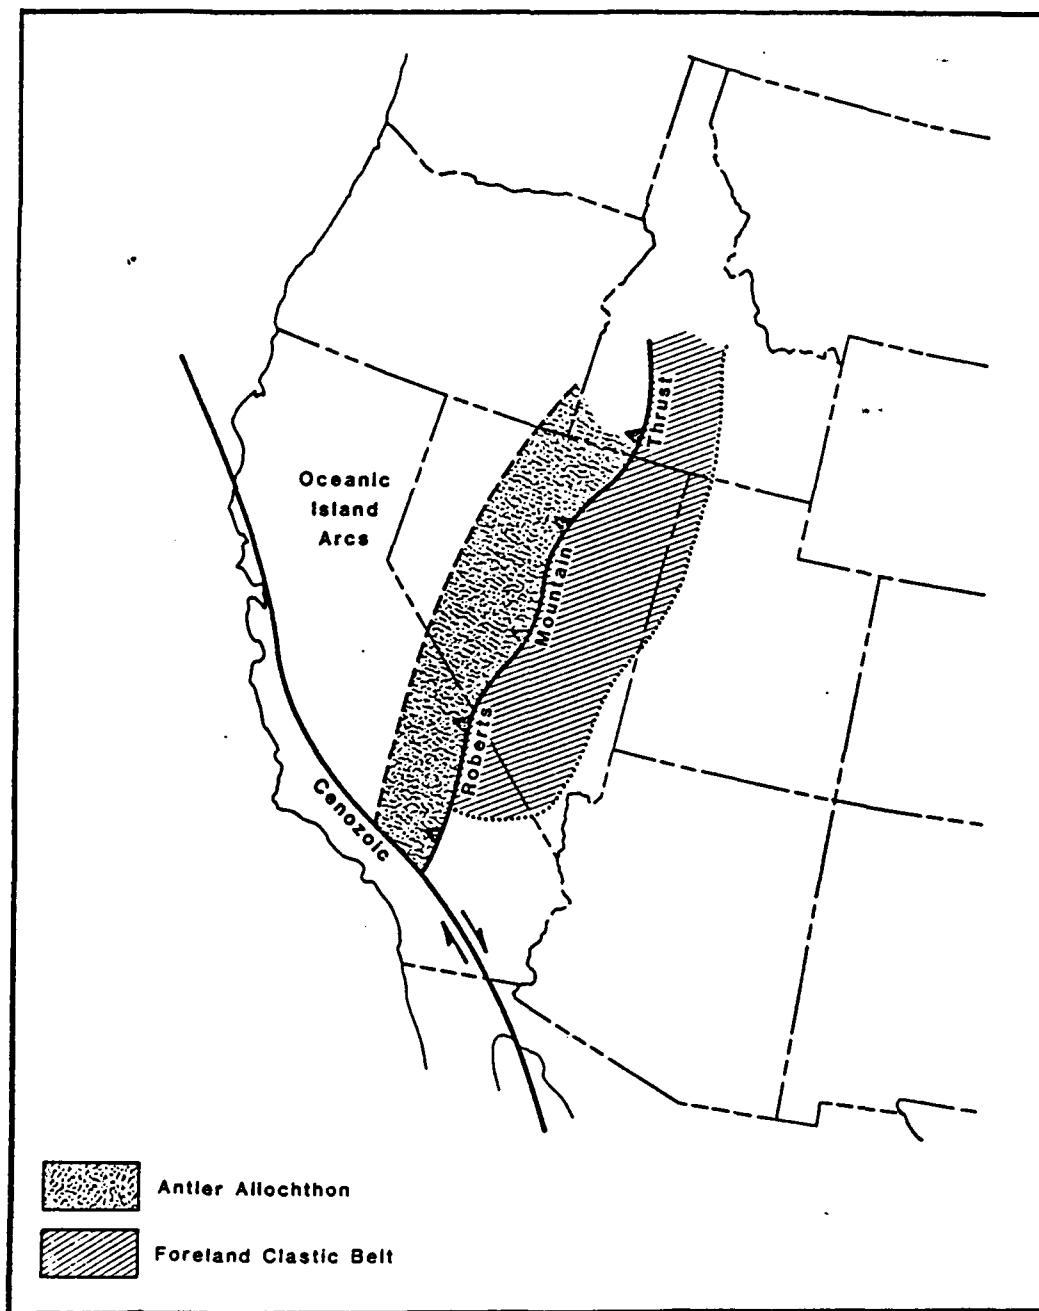 Oceanic
Island
Arcs
Thrust
Mountain
Roberts
Cenozoic
Antler Allochthon
Foreland Clastic Belt